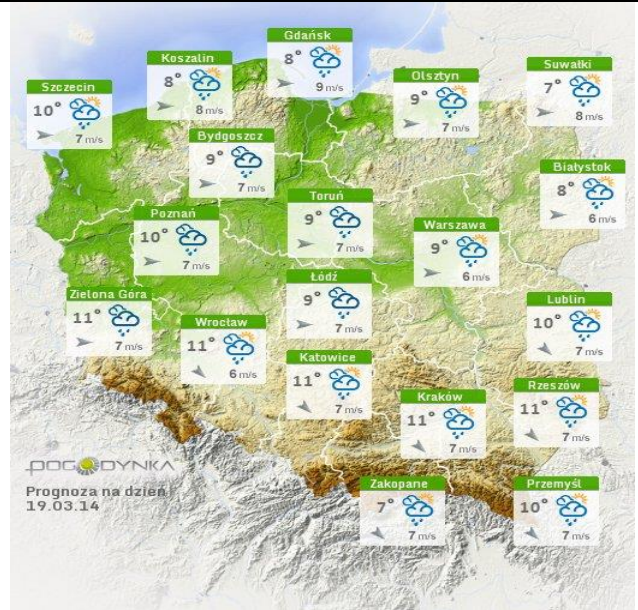 Gdańsk
8°
9 m/s
Koszalin
8°
8 m/s
Suwałki
7°
8 m/s
Olsztyn
9°
7 m/s
Szczecin
10°
7 m/s
Bydgoszcz
9°
7 m/s
Białystok
8°
6 m/s
Toruń
9°
7 m/s
Poznań
10°
7 m/s
Warszawa
9°
6 m/s
Łódź
9°
7 m/s
Zielona Góra
11°
7 m/s
Lublin
10°
7 m/s
Wrocław
11°
6 m/s
Katowice
11°
7 m/s
Rzeszów
11°
7 m/s
Kraków
11°
7 m/s
POGODYNKA
Prognoza na dzień
19.03.14
Zakopane
7°
7 m/s
Przemyśl
10°
7 m/s